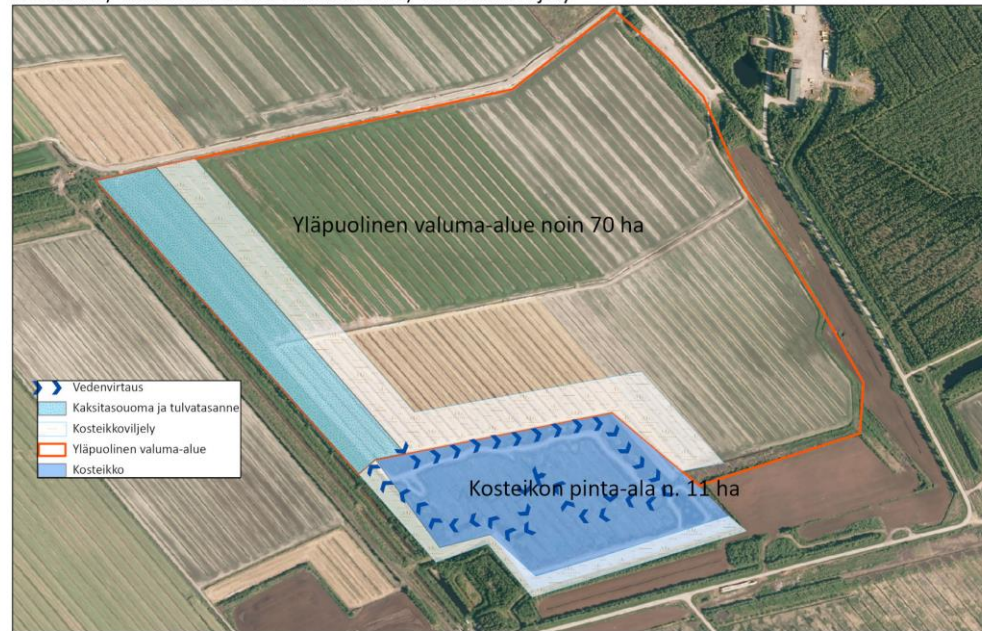 Yläpuolinen valuma-alue noin 70 ha
Vedenvirtaus
Kaksitasouoma ja tulvatasanne
Kosteikkoviljely
Yläpuolinen valuma-alue
Kosteikko
Kosteikon pinta-ala n. 11 ha